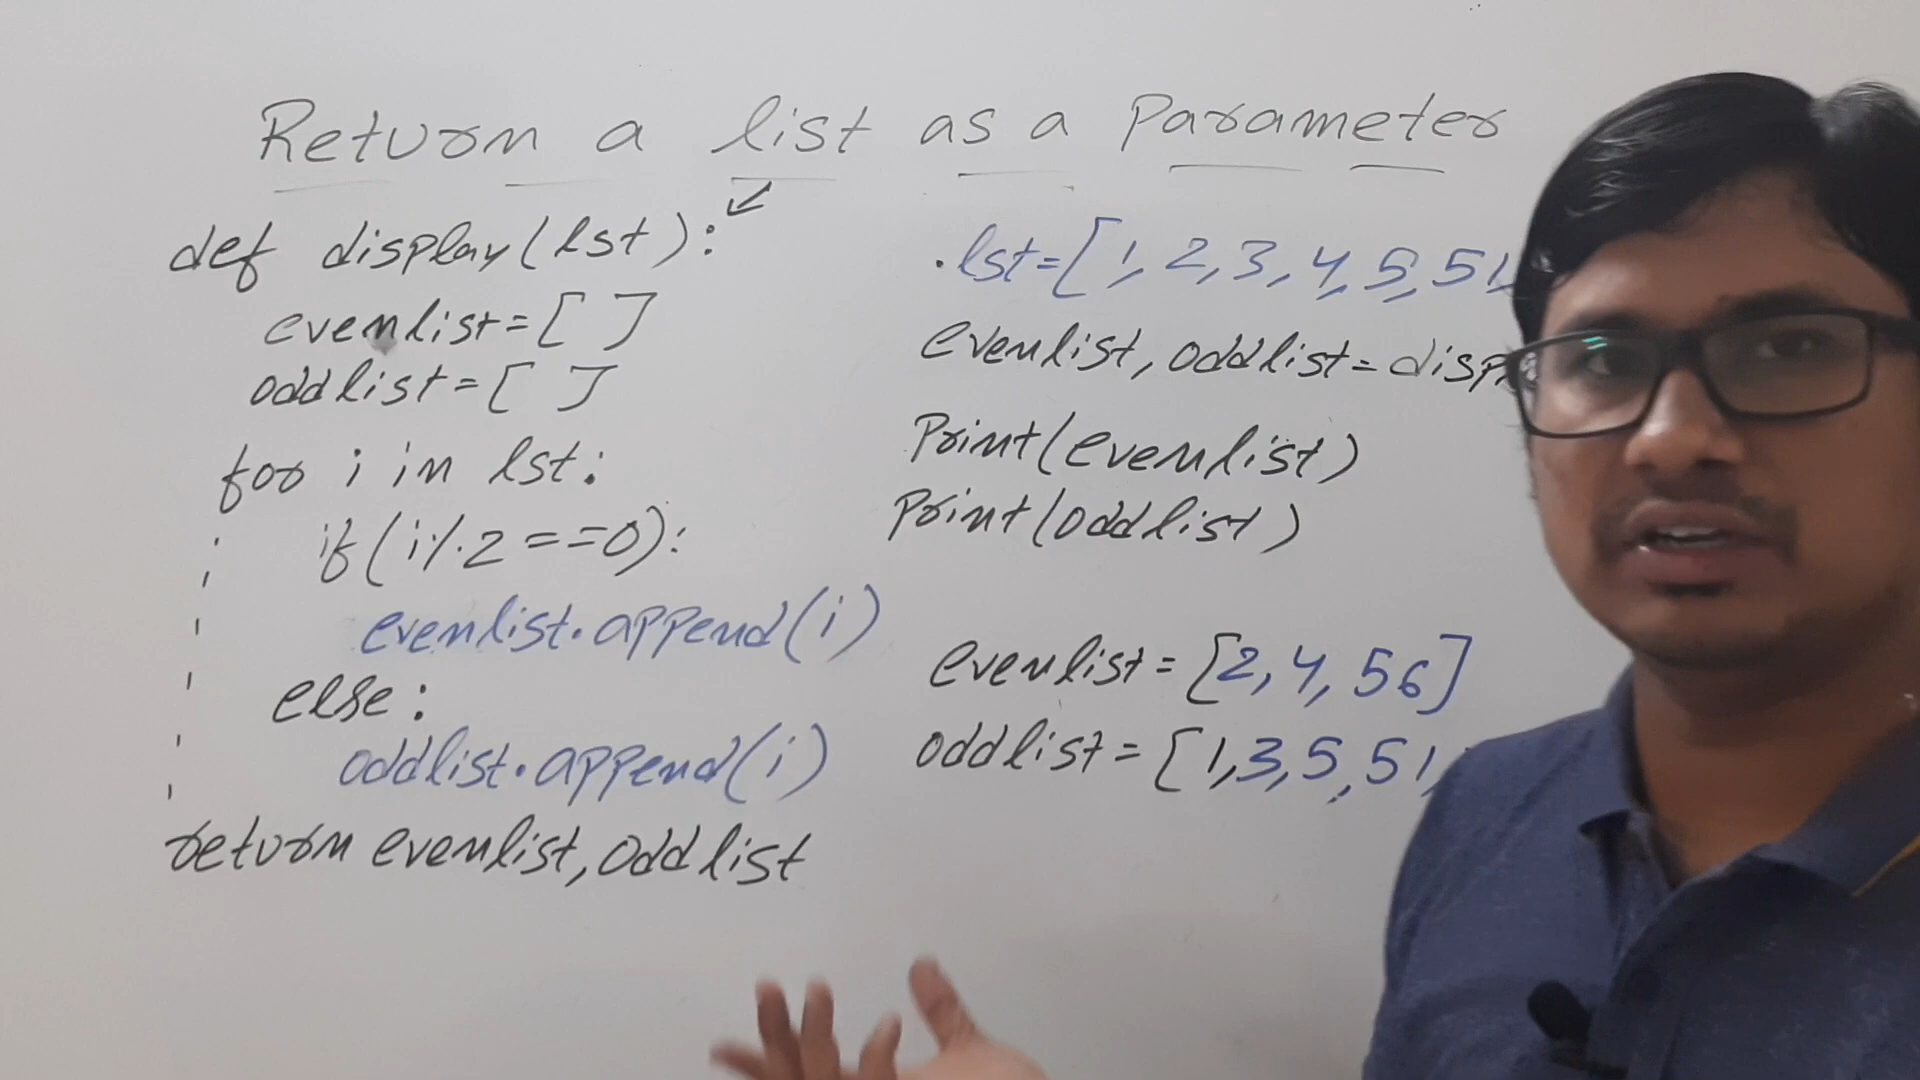 Return a list as a Parameter
def display(lst):
evenlist=[ ]
oddlist=[ ]
for i in lst:
if(i%2==0):
evenlist.append(i)
else:
oddlist.append(i)
return evenlist,oddlist
lst=[1,2,3,4,5,51,
evenlist,oddlist=disp
Print(evenlist)
Print(oddlist)
evenlist=[2,4,56]
oddlist=[1,3,5,51,